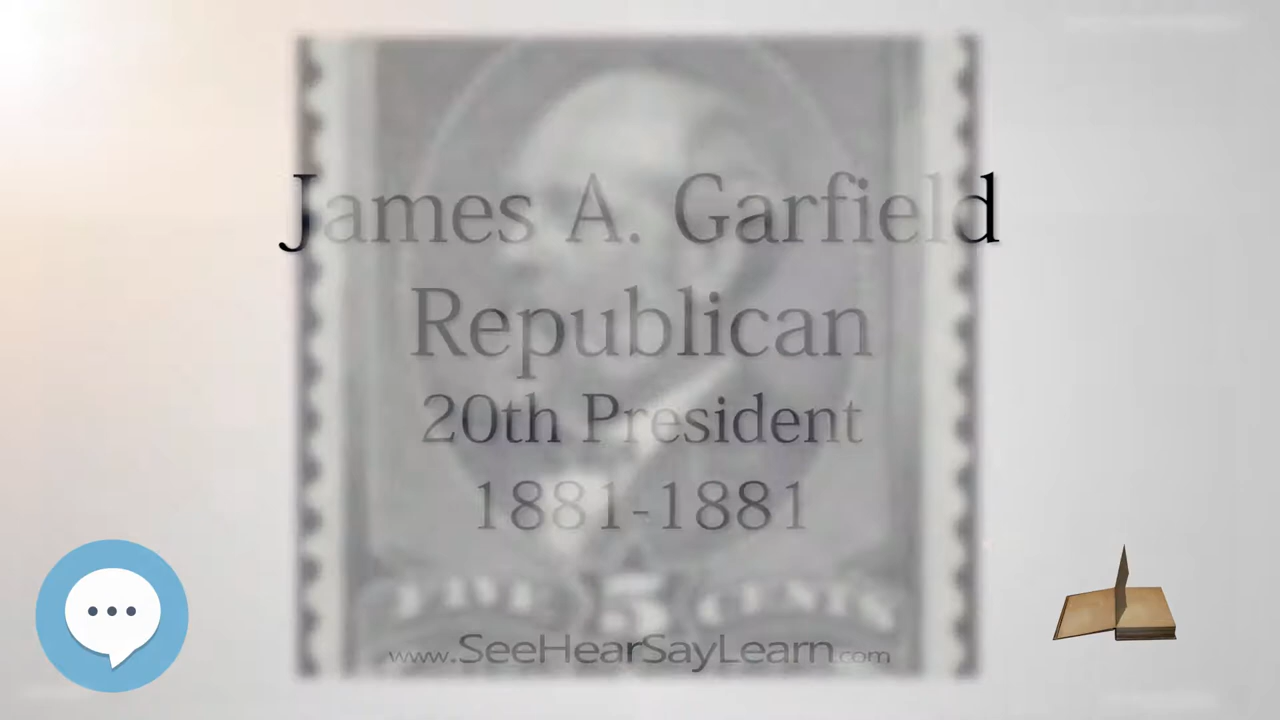 James A. Garfield
Republican
20th President
1881-1881
FIVE 5 CENTS
www.SeeHearSayLearn.com